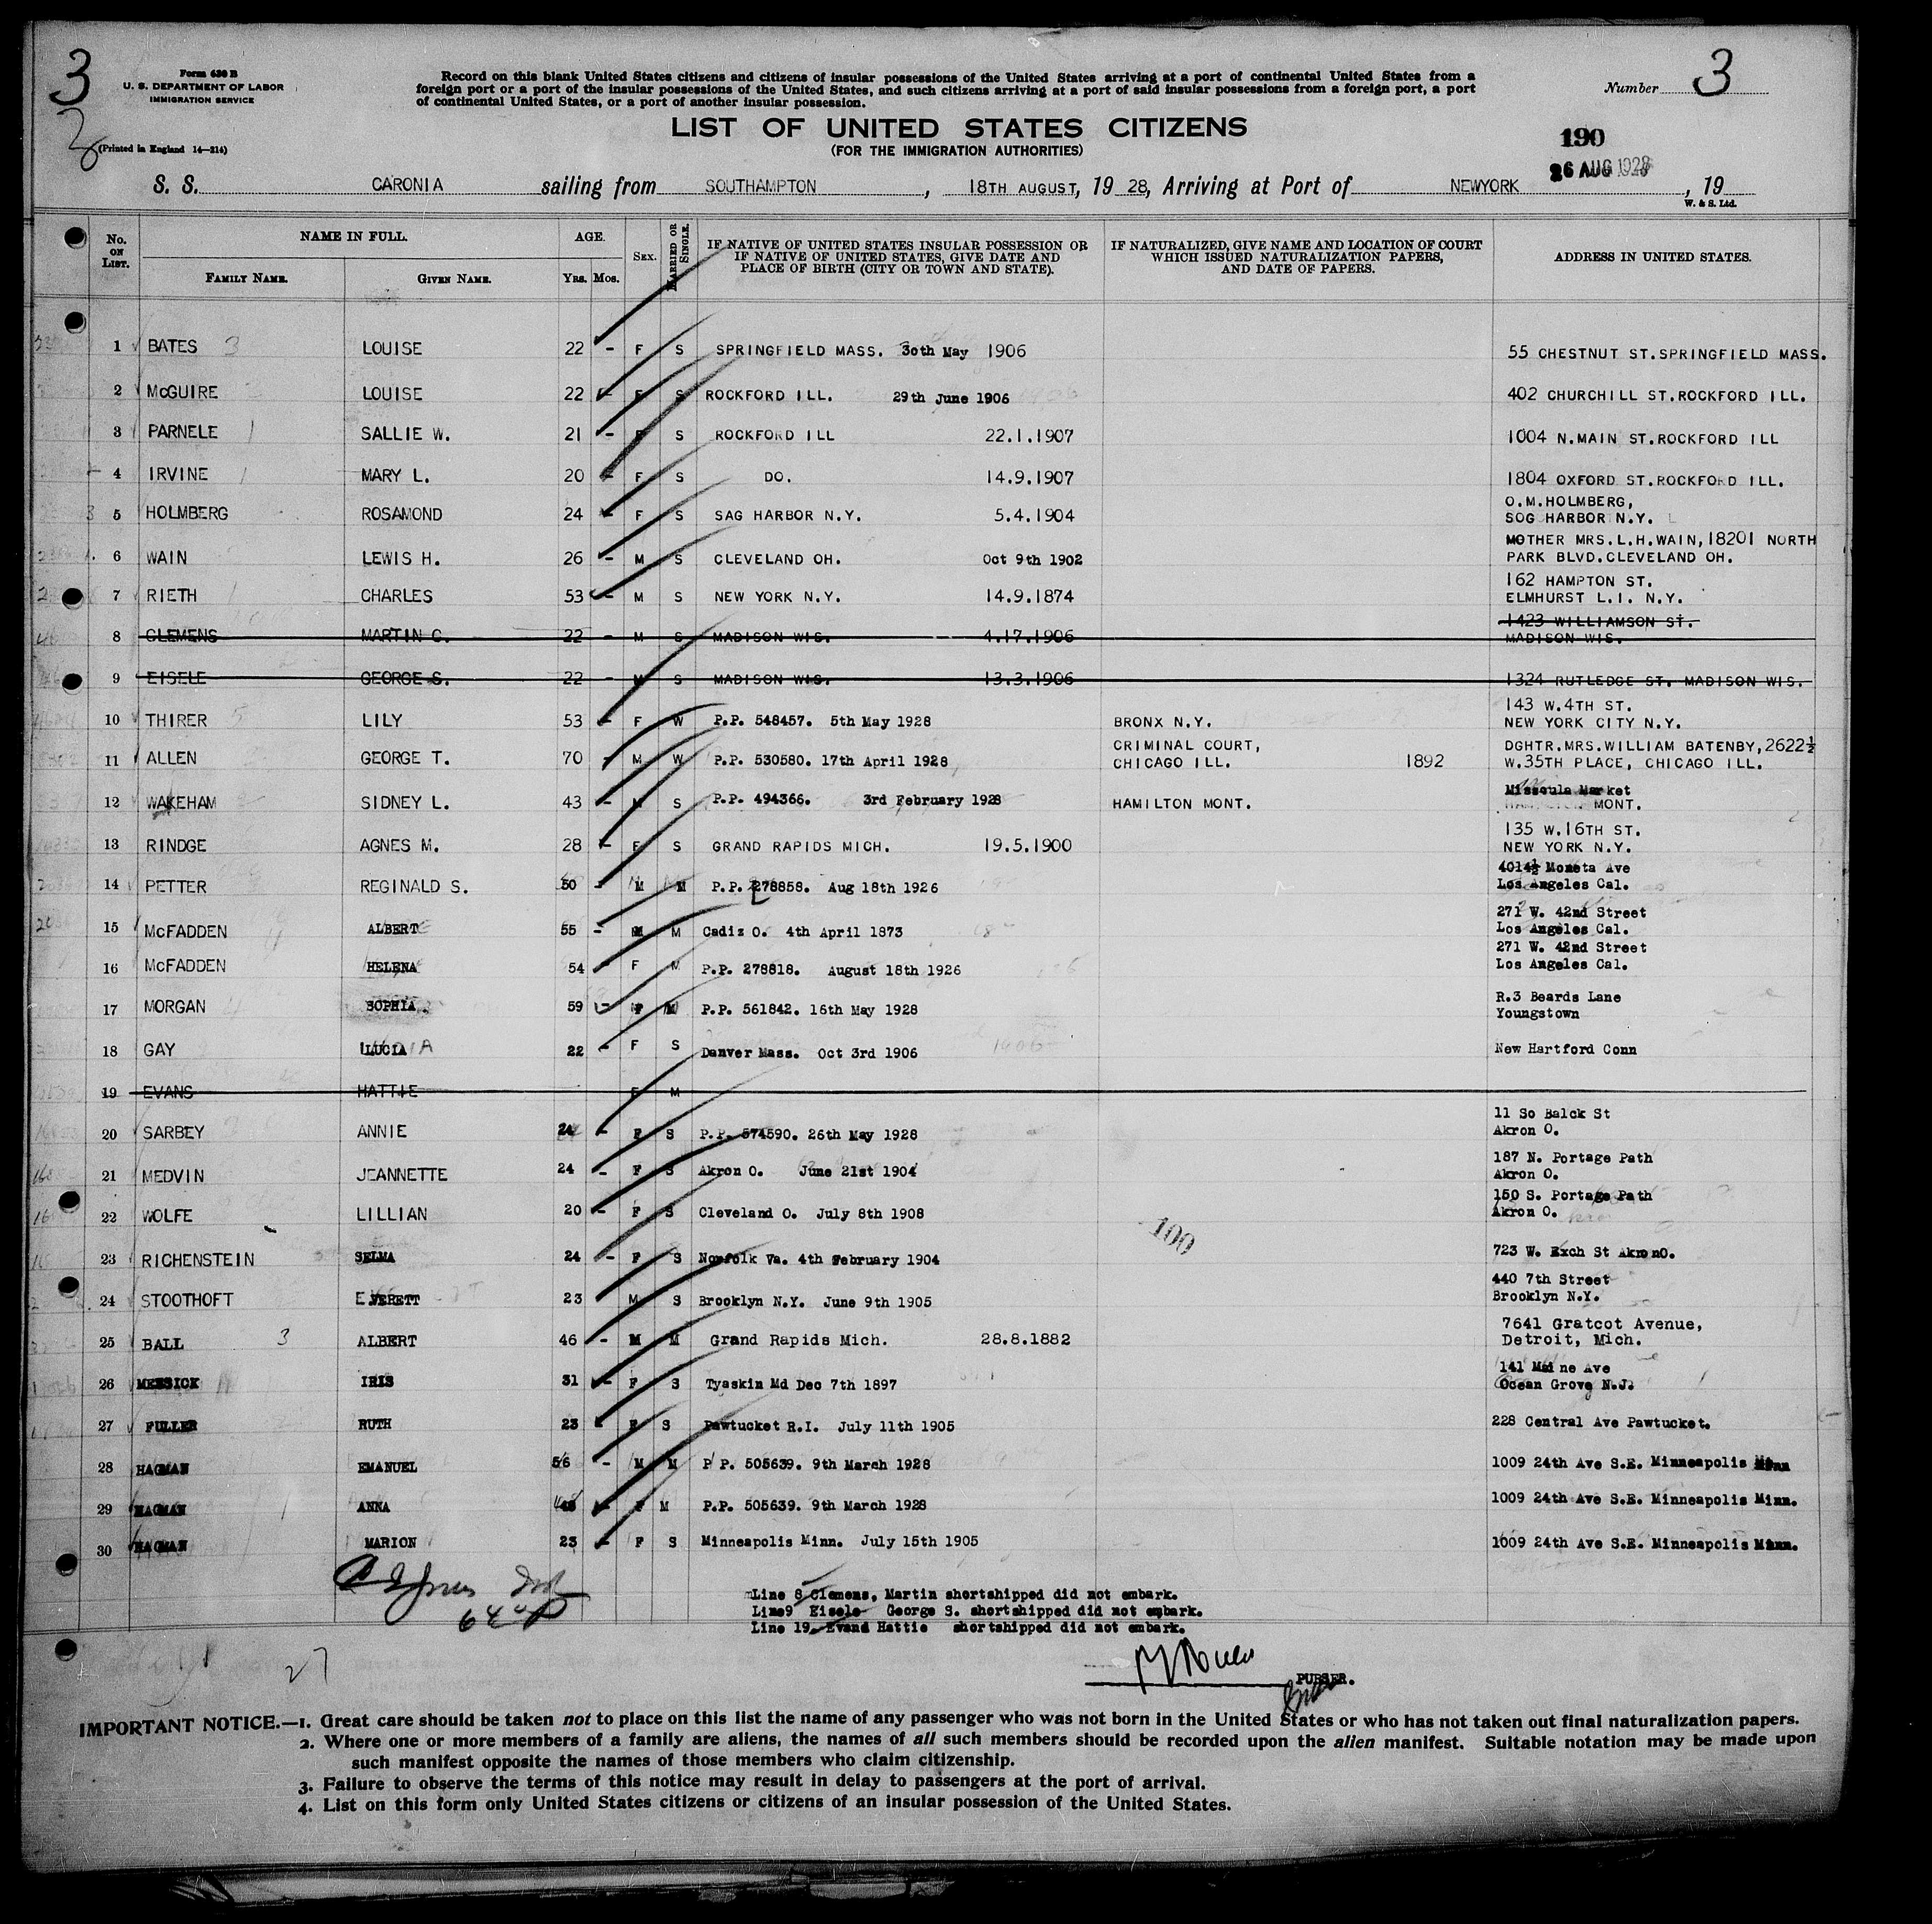 3
Form 630 B
U. S. DEPARTMENT OF LABOR
IMMIGRATION SERVICE
(Printed in England 14—214)
Record on this blank United States citizens and citizens of insular possessions of the United States arriving at a port of continental United States from a
foreign port or a port of the insular possessions of the United States, and such citizens arriving at a port of said insular possessions from a foreign port, a port
of continental United States, or a port of another insular possession.
Number 3
LIST OF UNITED STATES CITIZENS
(FOR THE IMMIGRATION AUTHORITIES)
190
26 AUG 1928
S. S. CARONIA sailing from SOUTHAMPTON, 18TH AUGUST, 19 28, Arriving at Port of NEWYORK, 19
W. & S. Ltd.
No. ON LIST. NAME IN FULL. FAMILY NAME. GIVEN NAME. AGE. YRS. MOS. SEX. MARRIED OR SINGLE. IF NATIVE OF UNITED STATES INSULAR POSSESSION OR IF NATIVE OF UNITED STATES, GIVE DATE AND PLACE OF BIRTH (CITY OR TOWN AND STATE). IF NATURALIZED, GIVE NAME AND LOCATION OF COURT WHICH ISSUED NATURALIZATION PAPERS, AND DATE OF PAPERS. ADDRESS IN UNITED STATES.
1 BATES 3 LOUISE 22 - F S SPRINGFIELD MASS. 30th May 1906 55 CHESTNUT ST.SPRINGFIELD MASS.
2 McGUIRE LOUISE 22 - F S ROCKFORD ILL. 29th June 1906 402 CHURCHILL ST.ROCKFORD ILL.
3 PARNELE 1 SALLIE W. 21 - F S ROCKFORD ILL 22.1.1907 1004 N.MAIN ST.ROCKFORD ILL
4 IRVINE 1 MARY L. 20 - F S DO. 14.9.1907 1804 OXFORD ST.ROCKFORD ILL.
5 HOLMBERG ROSAMOND 24 - F S SAG HARBOR N.Y. 5.4.1904 O.M.HOLMBERG, SOG HARBOR N.Y.
6 WAIN LEWIS H. 26 - M S CLEVELAND OH. Oct 9th 1902 MOTHER MRS.L.H.WAIN,18201 NORTH PARK BLVD.CLEVELAND OH.
7 RIETH 1 CHARLES 53 - M S NEW YORK N.Y. 14.9.1874 162 HAMPTON ST. ELMHURST L.I. N.Y.
8 CLEMENS MARTIN C. 22 - M S MADISON WIS. 4.17.1906 1423 WILLIAMSON ST. MADISON WIS.
9 EISELE GEORGE S. 22 - M S MADISON WIS. 13.3.1906 1324 RUTLEDGE ST. MADISON WIS.
10 THIRER 5 LILY 53 - F W P.P. 548457. 5th May 1928 BRONX N.Y. 143 W.4TH ST. NEW YORK CITY N.Y.
11 ALLEN GEORGE T. 70 M W P.P. 530580. 17th April 1928 CRIMINAL COURT, CHICAGO ILL. 1892 DGHTR.MRS.WILLIAM BATENBY,2622½ W.35TH PLACE, CHICAGO ILL.
12 WAKEHAM SIDNEY L. 43 - M S P.P. 494366. 3rd February 1928 HAMILTON MONT. Missoula Market MONT.
13 RINDGE AGNES M. 28 - F S GRAND RAPIDS MICH. 19.5.1900 135 W.16TH ST. NEW YORK N.Y.
14 PETTER REGINALD S. 50 - M M P.P. 278858. Aug 18th 1926 4014½ Moneta Ave Los Angeles Cal.
15 McFADDEN ALBERT 55 - M M Cadiz O. 4th April 1873 271 W. 42nd Street Los Angeles Cal.
16 McFADDEN HELENA 54 - F M P.P. 278818. August 18th 1926 271 W. 42nd Street Los Angeles Cal.
17 MORGAN SOPHIA. 59 - F M P.P. 561842. 16th May 1928 R.3 Beards Lane Youngstown
18 GAY LUCIA 22 - F S Danver Mass. Oct 3rd 1906 New Hartford Conn
19 EVANS HATTIE F M
20 SARBEY ANNIE 24 - F S P.P. 574590. 26th May 1928 11 So Balck St Akron O.
21 MEDVIN JEANNETTE 24 - F S Akron O. June 21st 1904 187 N. Portage Path Akron O.
22 WOLFE LILLIAN 20 - F S Cleveland O. July 8th 1908 150 S. Portage Path Akron O.
100
23 RICHENSTEIN SELMA 24 - F S Norfolk Va. 4th February 1904 723 W. Exch St AkronO.
24 STOOTHOFT EVERETT 23 M S Brooklyn N.Y. June 9th 1905 440 7th Street Brooklyn N.Y.
25 BALL 3 ALBERT 46 - M M Grand Rapids Mich. 28.8.1882 7641 Gratcot Avenue, Detroit, Mich.
26 MESSICK IRIS 31 - F S Tyaskin Md Dec 7th 1897 141 Maine Ave Ocean Grove N.J.
27 FULLER RUTH 23 F S Pawtucket R.I. July 11th 1905 228 Central Ave Pawtucket.
28 HAGMAN EMANUEL 56 - M M P P. 505639. 9th March 1928 1009 24th Ave S.E. Minneapolis Minn
29 HAGMAN 1 ANNA - F M P.P. 505639. 9th March 1928 1009 24th Ave S.E. Minneapolis Minn.
30 HAGMAN MARION 23 - F S Minneapolis Minn. July 15th 1905 1009 24th Ave S.E. Minneapolis Minn.
Line 8 Clemens, Martin shortshipped did not embark.
Line9 Eisele George S. shortshipped did not embark.
Line 19 Evans Hattie shortshipped did not embark.
27
PURSER.
IMPORTANT NOTICE.—1. Great care should be taken not to place on this list the name of any passenger who was not born in the United States or who has not taken out final naturalization papers.
2. Where one or more members of a family are aliens, the names of all such members should be recorded upon the alien manifest. Suitable notation may be made upon
such manifest opposite the names of those members who claim citizenship.
3. Failure to observe the terms of this notice may result in delay to passengers at the port of arrival.
4. List on this form only United States citizens or citizens of an insular possession of the United States.